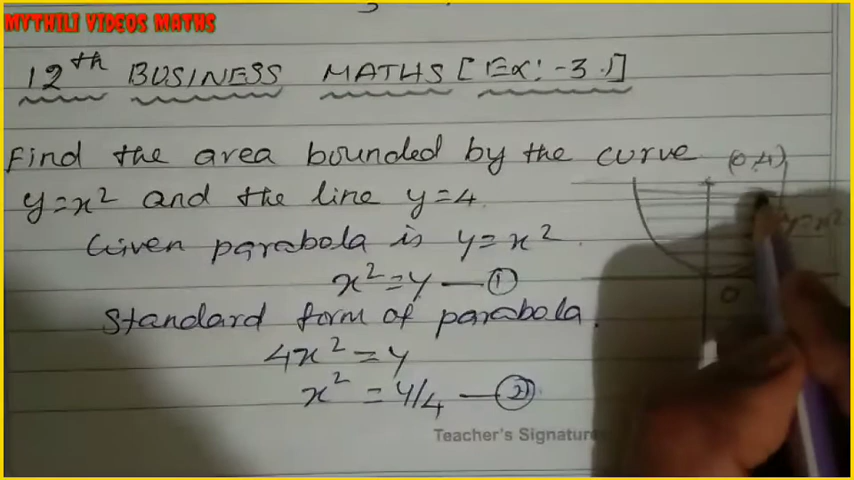 MYTHILI VIDEOS MATHS
12th BUSINESS MATHS [Ex:-3.1]
Find the area bounded by the curve
y=x² and the line y=4.
Given parabola is y=x².
x²=y —①
Standard form of parabola.
4x²=y
x²=y/4 —②
(0,4)
y=x²
0
Teacher's Signature